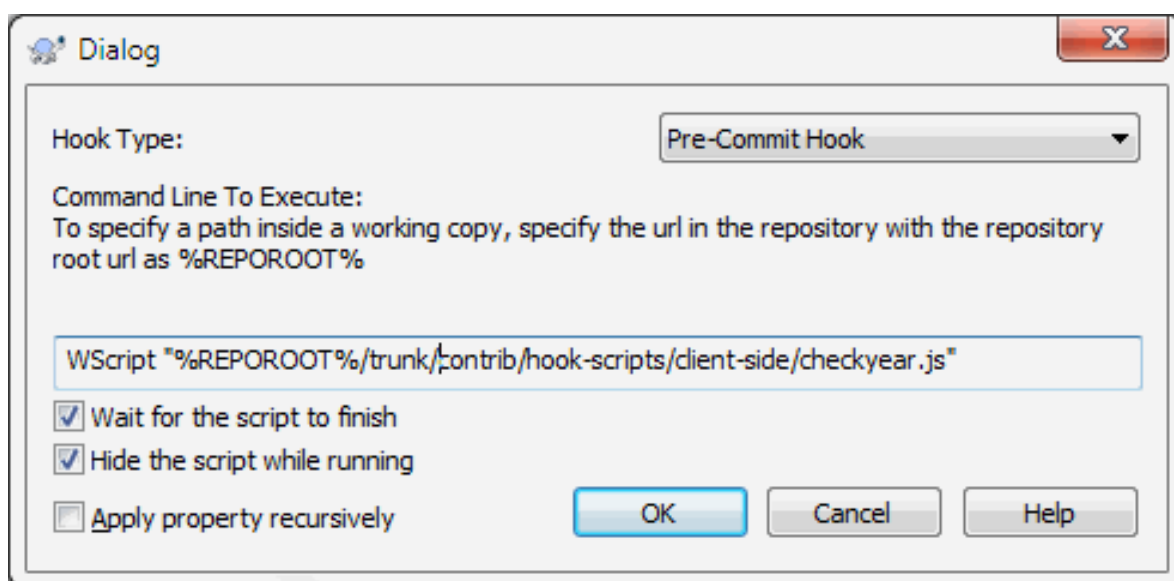 Dialog
Hook Type:
Pre-Commit Hook
Command Line To Execute:
To specify a path inside a working copy, specify the url in the repository with the repository
root url as %REPOROOT%
WScript "%REPOROOT%/trunk/contrib/hook-scripts/client-side/checkyear.js"
Wait for the script to finish
Hide the script while running
Apply property recursively
OK
Cancel
Help